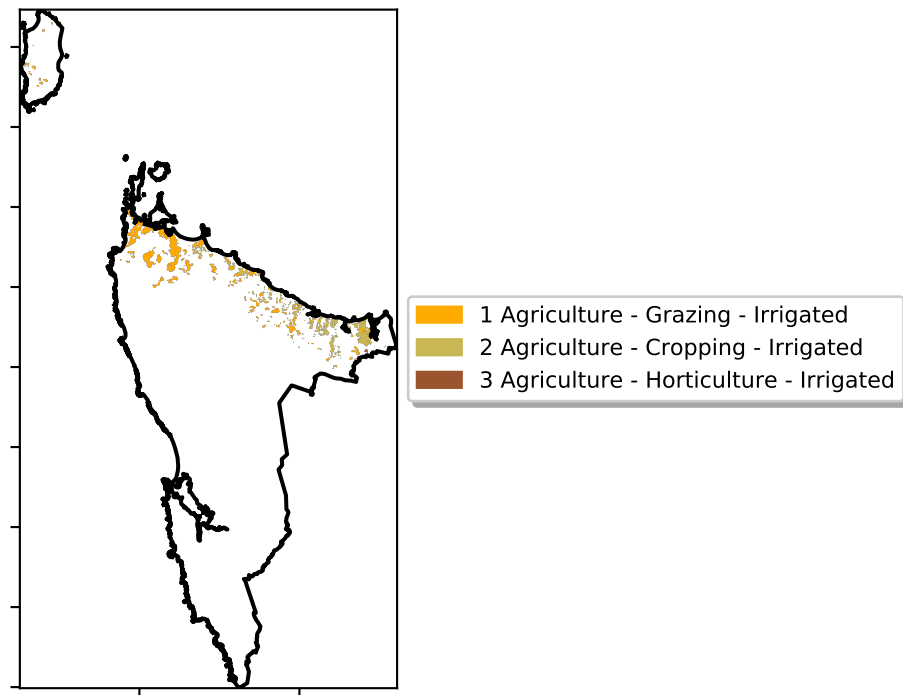 1 Agriculture - Grazing - Irrigated
2 Agriculture - Cropping - Irrigated
3 Agriculture - Horticulture - Irrigated